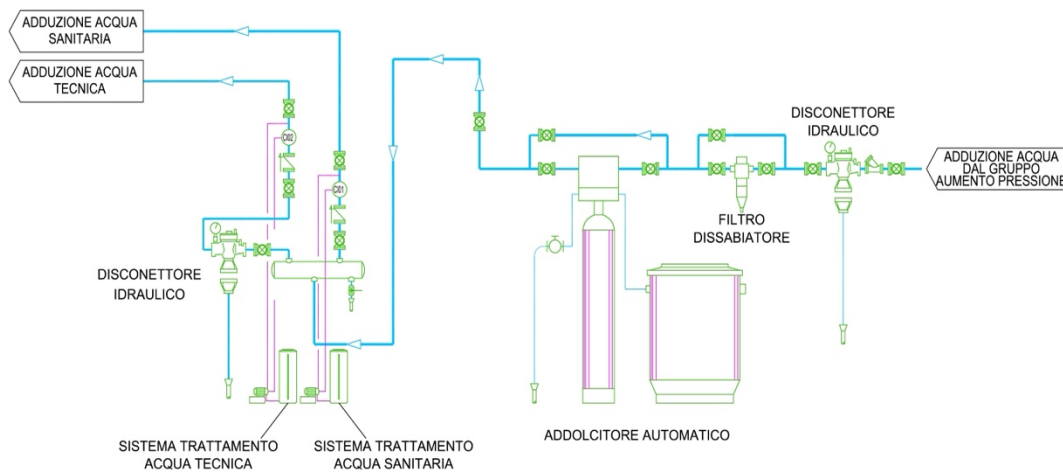 ADDUZIONE ACQUA
SANITARIA
ADDUZIONE ACQUA
TECNICA
CI02
CI01
DISCONETTORE
IDRAULICO
DISCONETTORE
IDRAULICO
ADDUZIONE ACQUA
DAL GRUPPO
AUMENTO PRESSIONE
FILTRO
DISSABIATORE
ADDOLCITORE AUTOMATICO
SISTEMA TRATTAMENTO
ACQUA TECNICA
SISTEMA TRATTAMENTO
ACQUA SANITARIA